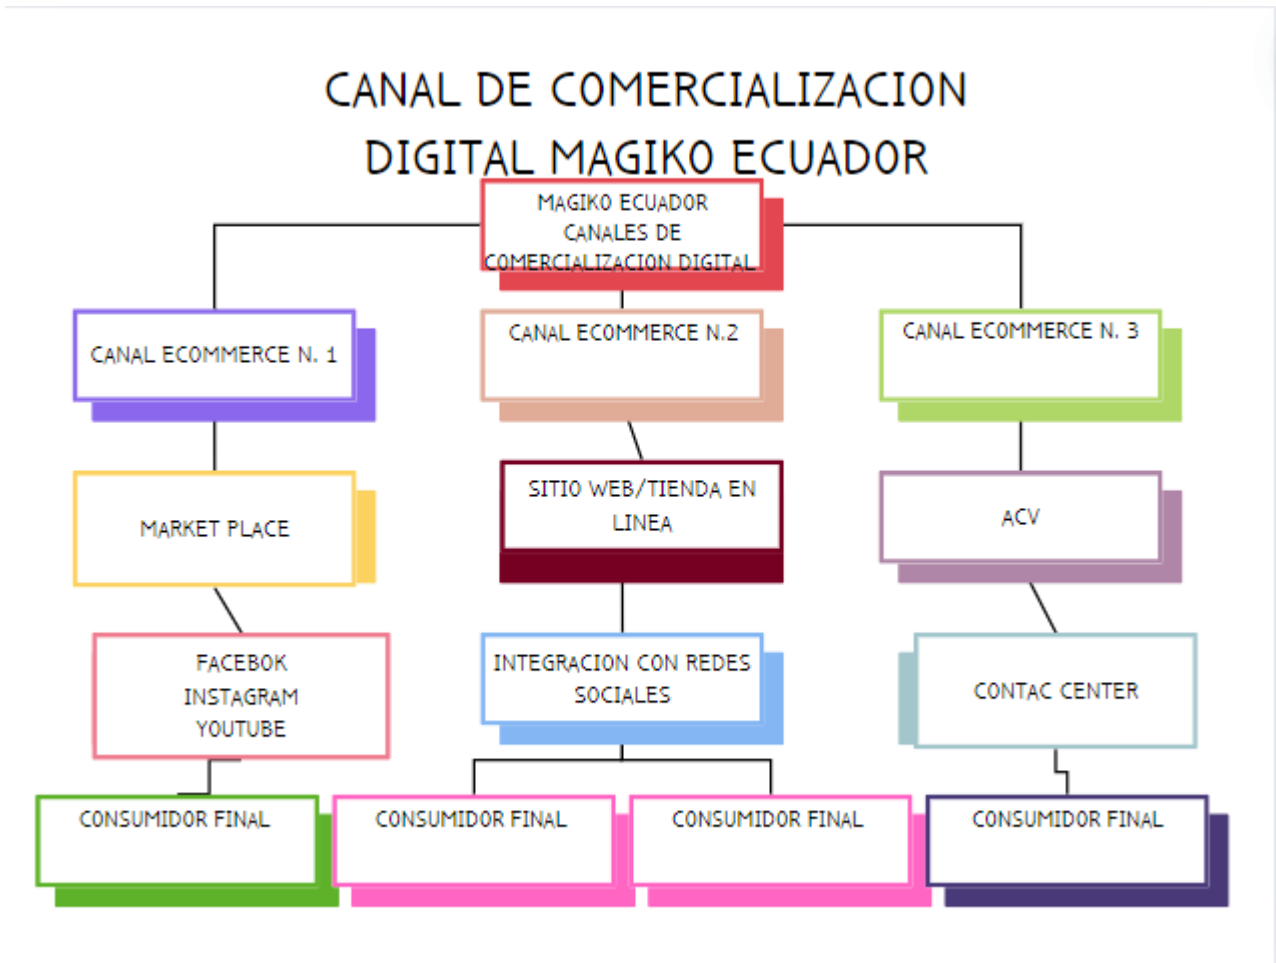 CANAL DE COMERCIALIZACION
DIGITAL MAGIKO ECUADOR
MAGIKO ECUADOR
CANALES DE
COMERCIALIZACION DIGITAL
CANAL ECOMMERCE N. 1
CANAL ECOMMERCE N.2
CANAL ECOMMERCE N. 3
MARKET PLACE
SITIO WEB/TIENDA EN
LINEA
ACV
FACEBOK
INSTAGRAM
YOUTUBE
INTEGRACION CON REDES
SOCIALES
CONTAC CENTER
CONSUMIDOR FINAL
CONSUMIDOR FINAL
CONSUMIDOR FINAL
CONSUMIDOR FINAL